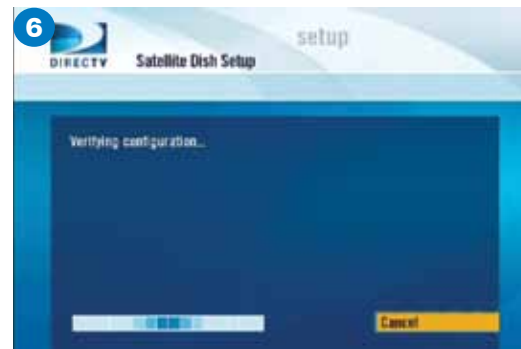 6
setup
DIRECTV
Satellite Dish Setup
Verifying configuration...
Cancel